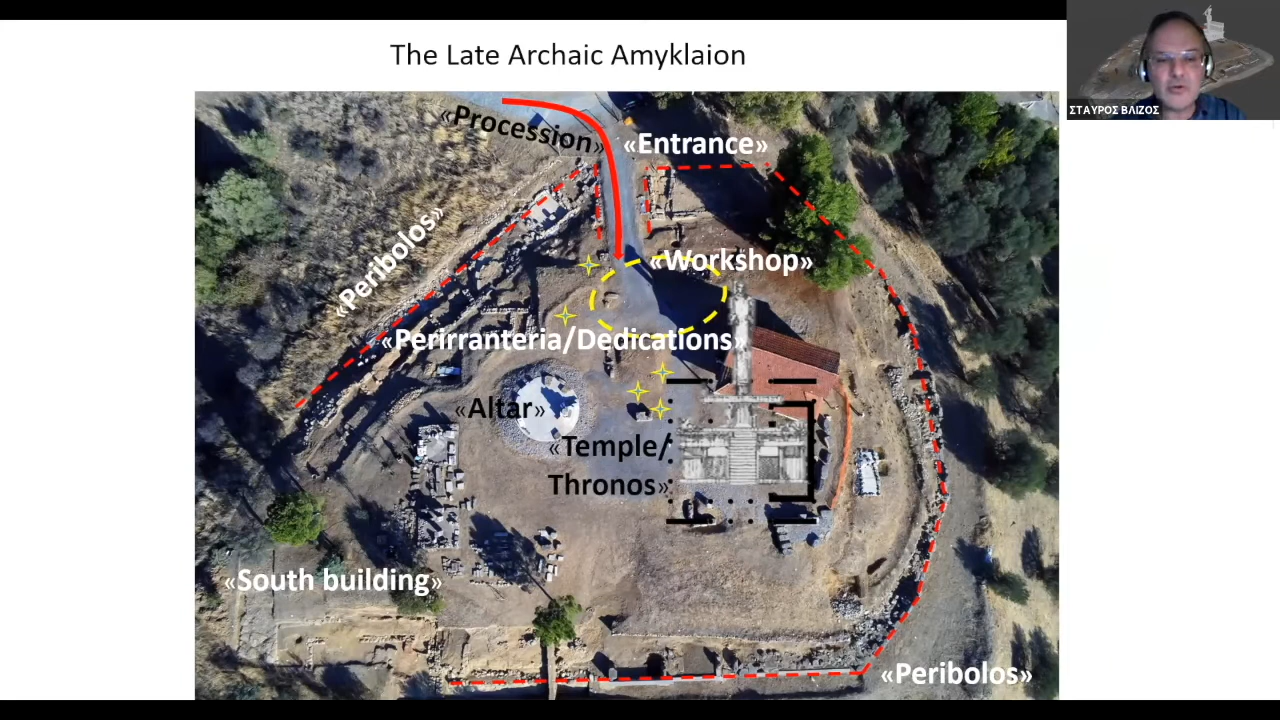 The Late Archaic Amyklaion
ΣΤΑΥΡΟΣ ΒΛΙΖΟΣ
«Procession»
«Entrance»
«Peribolos»
«Workshop»
«Perirranteria/Dedications»
«Altar»
«Temple/
Thronos»
«South building»
«Peribolos»